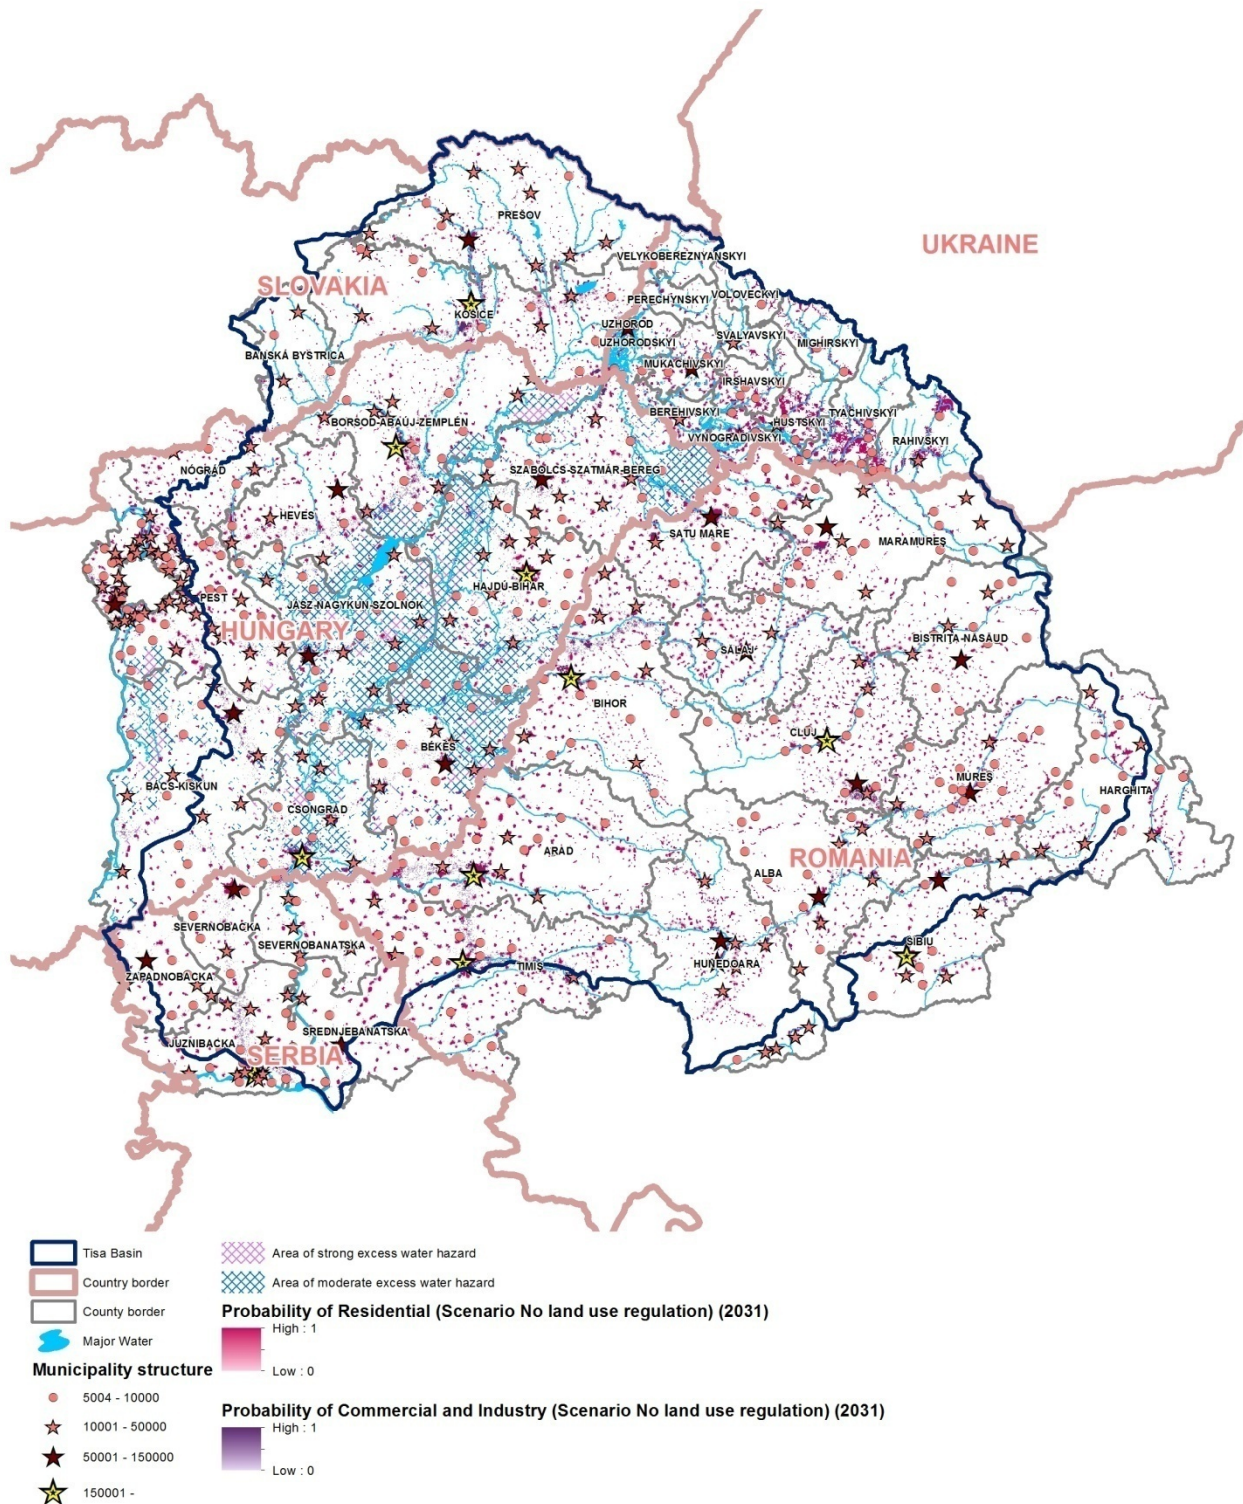 UKRAINE
PREŠOV
VELYKOBEREZNYANSKYI
SLOVAKIA
PERECHYNSKYI
VOLOVECKYI
KOŠICE
UZHOROD
UZHORODSKYI
SVALYAVSKYI
MIGHIRSKYI
BANSKÁ BYSTRICA
MUKACHIVSKYI
IRSHAVSKYI
BEREHIVSKYI
TYACHIVSKYI
BORSOD-ABAÚJ-ZEMPLÉN
HUSTSKYI
VYNOGRADIVSKYI
RAHIVSKYI
NÓGRÁD
SZABOLCS-SZATMÁR-BEREG
HEVES
SATU MARE
MARAMUREŞ
HAJDÚ-BIHAR
PEST
JÁSZ-NAGYKUN-SZOLNOK
HUNGARY
BISTRIŢA-NĂSĂUD
SĂLAJ
BIHOR
CLUJ
BÉKÉS
MUREŞ
BÁCS-KISKUN
HARGHITA
CSONGRÁD
ARAD
ROMANIA
ALBA
SEVERNOBAČKA
SEVERNOBANATSKA
SIBIU
ZAPADNOBAČKA
TIMIŞ
HUNEDOARA
SREDNJEBANATSKA
JUŽNIBAČKA
SERBIA
Tisa Basin
Country border
County border
Major Water
Municipality structure
5004 - 10000
10001 - 50000
50001 - 150000
150001 -
Area of strong excess water hazard
Area of moderate excess water hazard
Probability of Residential (Scenario No land use regulation) (2031)
High : 1
Low : 0
Probability of Commercial and Industry (Scenario No land use regulation) (2031)
High : 1
Low : 0